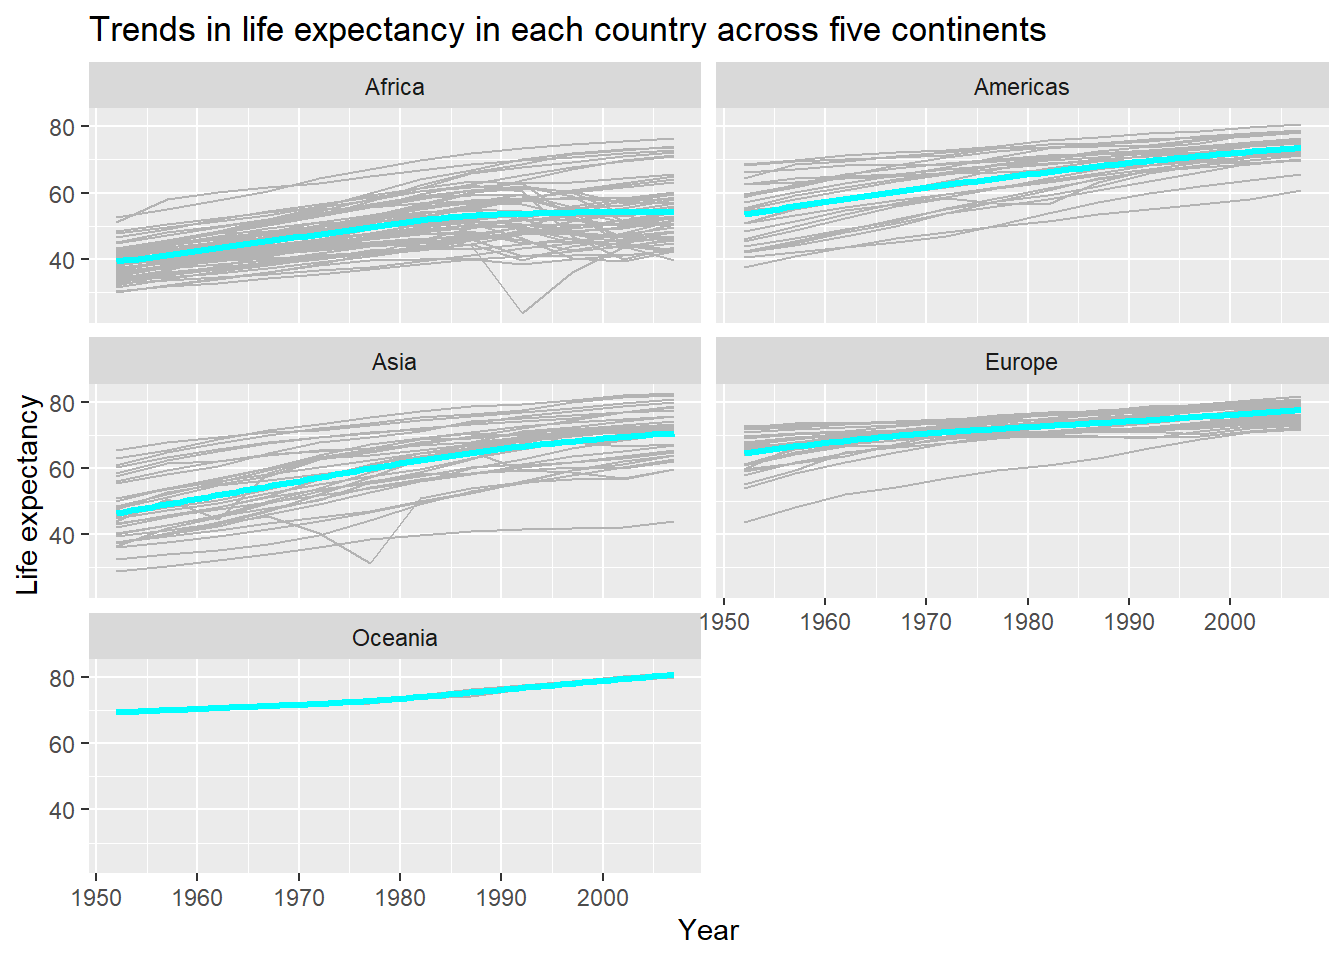 Trends in life expectancy in each country across five continents
Africa
Americas
80
60
40
Asia
Europe
80
60
40
Life expectancy
1950 1960 1970 1980 1990 2000
Oceania
80
60
40
1950 1960 1970 1980 1990 2000
Year